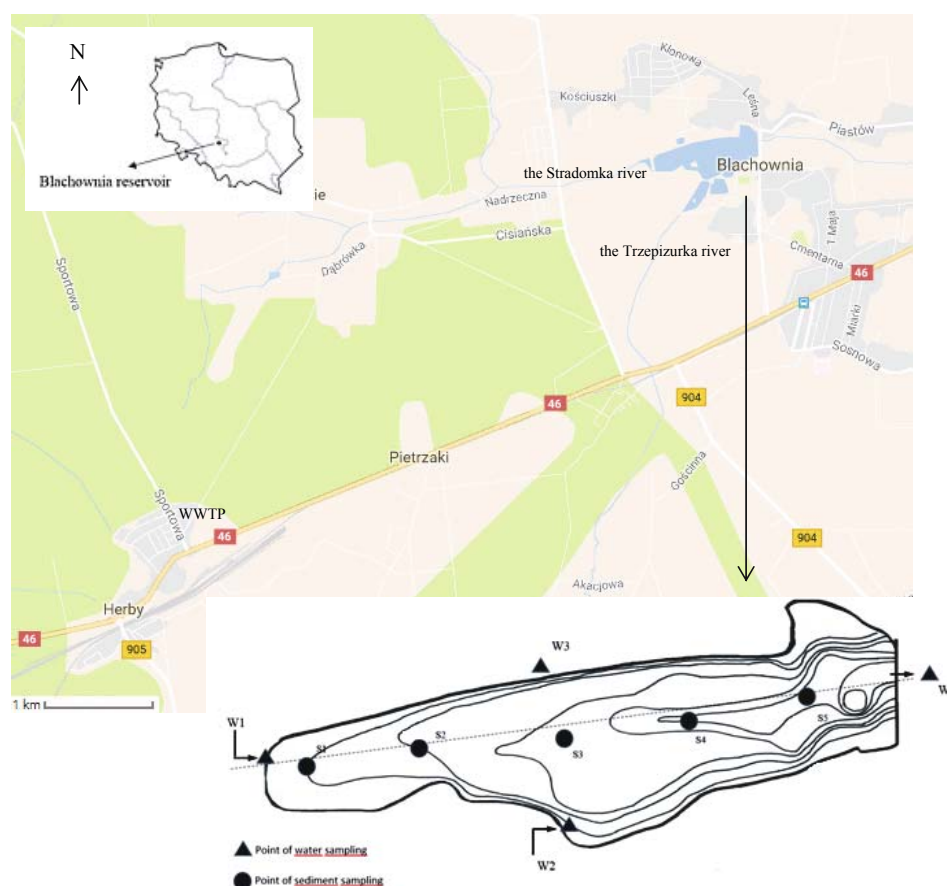 N
Blachownia reservoir
Kłonowa
Kościuszki
Leśna
Piastów
Blachownia
the Stradomka river
Nadrzeczna
ie
Cisiańska
Dąbrówka
the Trzepizurka river
1 Maja
Cmentarna
46
Miarki
Sosnowa
Sportowa
904
46
Pietrzaki
Gościnna
Sportowa
WWTP
46
904
Akacjowa
Herby
46
905
1 km
W3
W
W1
S1
S2
S3
S4
S5
W2
Point of water sampling
Point of sediment sampling